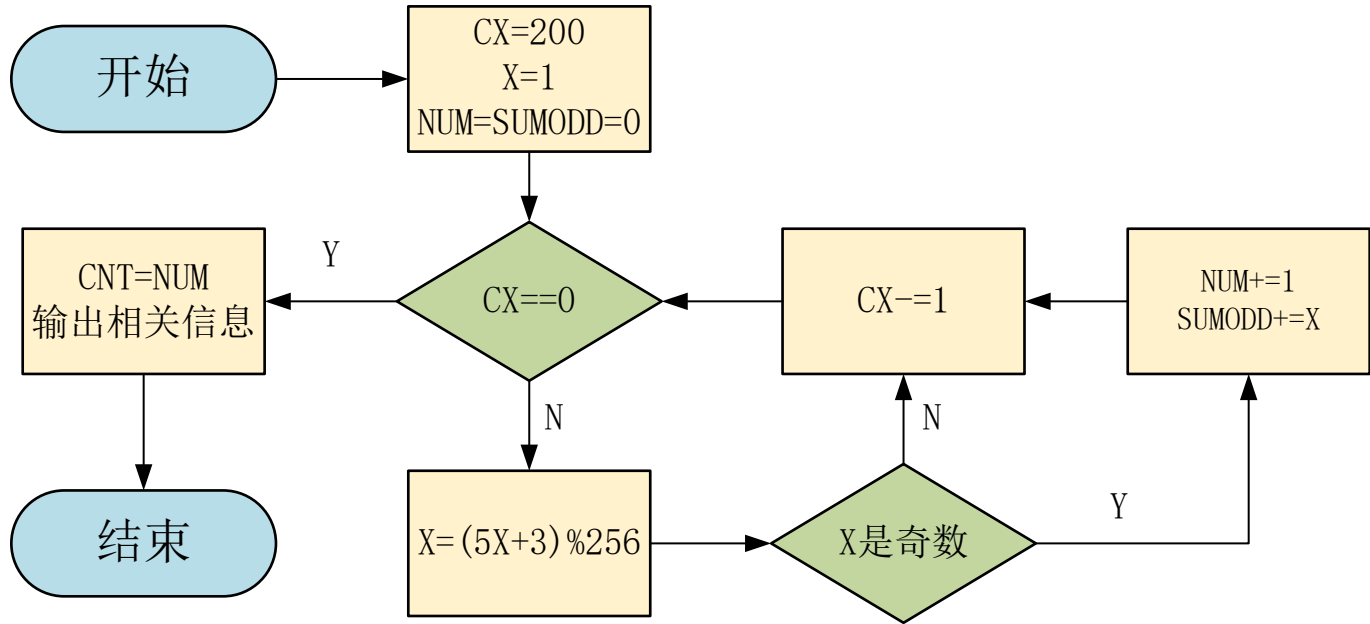 开始
CX=200
X=1
NUM=SUMODD=0
CX==0
Y
CNT=NUM
输出相关信息
结束
N
X=(5X+3)%256
X是奇数
N
CX-=1
Y
NUM+=1
SUMODD+=X